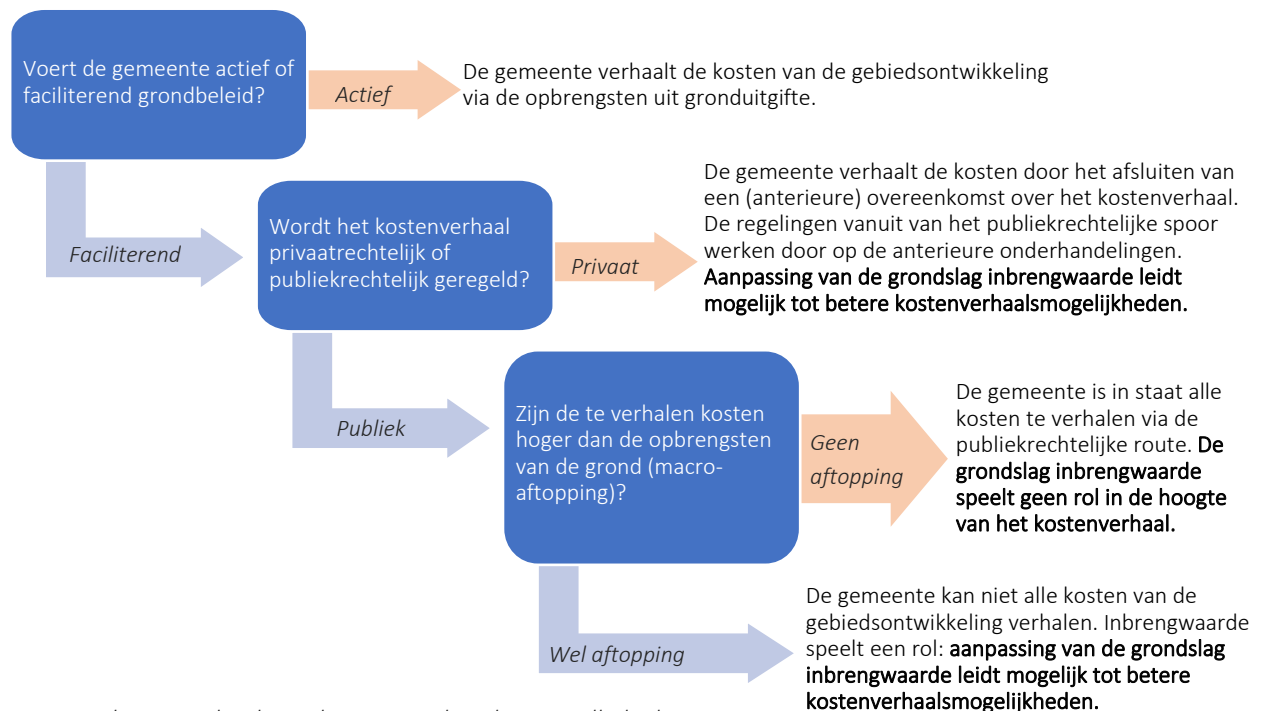 Voert de gemeente actief of
faciliterend grondbeleid?
Actief
De gemeente verhaalt de kosten van de gebiedsontwikkeling
via de opbrengsten uit gronduitgifte.
Faciliterend
Wordt het kostenverhaal
privaatrechtelijk of
publiekrechtelijk geregeld?
Privaat
De gemeente verhaalt de kosten door het afsluiten van
een (anterieure) overeenkomst over het kostenverhaal.
De regelingen vanuit van het publiekrechtelijke spoor
werken door op de anterieure onderhandelingen.
Aanpassing van de grondslag inbrengwaarde leidt
mogelijk tot betere kostenverhaalsmogelijkheden.
Publiek
Zijn de te verhalen kosten
hoger dan de opbrengsten
van de grond (macro-
aftopping)?
Geen
aftopping
De gemeente is in staat alle
kosten te verhalen via de
publiekrechtelijke route. De
grondslag inbrengwaarde
speelt geen rol in de hoogte
van het kostenverhaal.
Wel aftopping
De gemeente kan niet alle kosten van de
gebiedsontwikkeling verhalen. Inbrengwaarde
speelt een rol: aanpassing van de grondslag
inbrengwaarde leidt mogelijk tot betere
kostenverhaalsmogelijkheden.